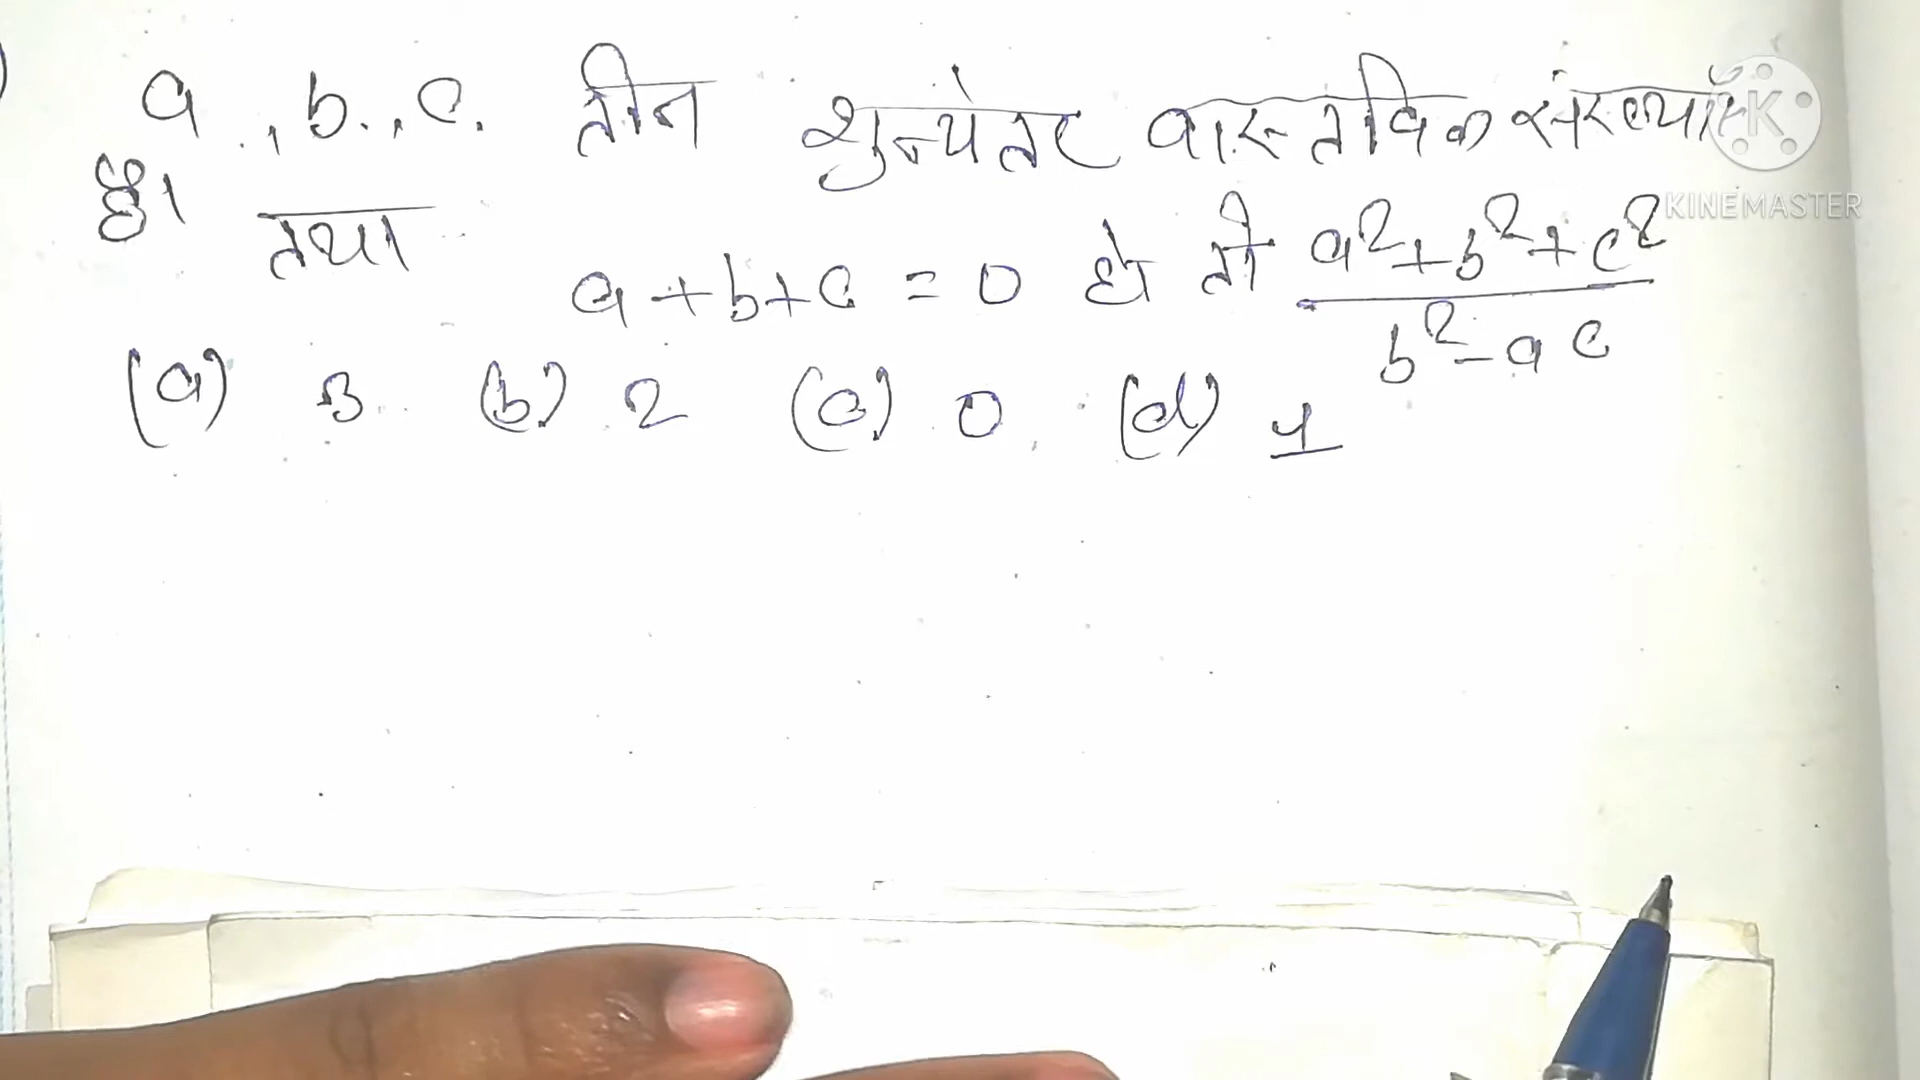 a, b, c. तीन शुन्येतर वास्तविक संख्याएँ
हैं। तथा
a + b + c = 0 हो तो a² + b² + c² / b² - ac
(a) 3 (b) 2 (c) 0 (d) 1
KINEMASTER